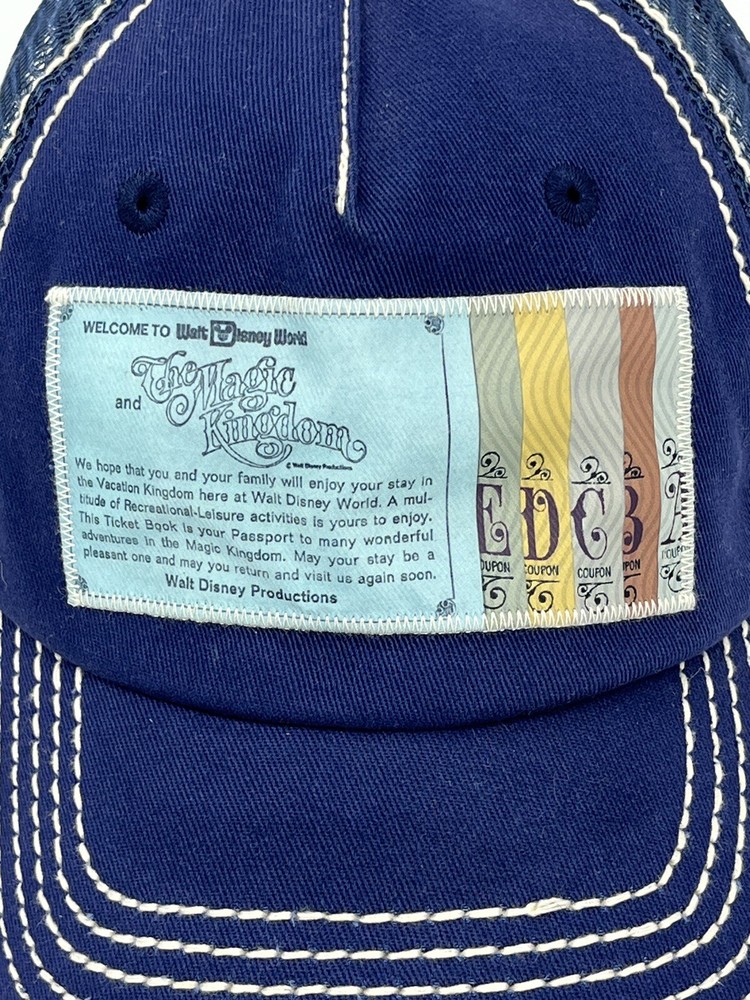 WELCOME TO Walt Disney World
and The Magic
Kingdom
© Walt Disney Productions
We hope that you and your family will enjoy your stay in
the Vacation Kingdom here at Walt Disney World. A mul-
titude of Recreational-Leisure activities is yours to enjoy.
This Ticket Book is your Passport to many wonderful
adventures in the Magic Kingdom. May your stay be a
pleasant one and may you return and visit us again soon.
Walt Disney Productions
E D C B
OUPON COUPON COUPON PON